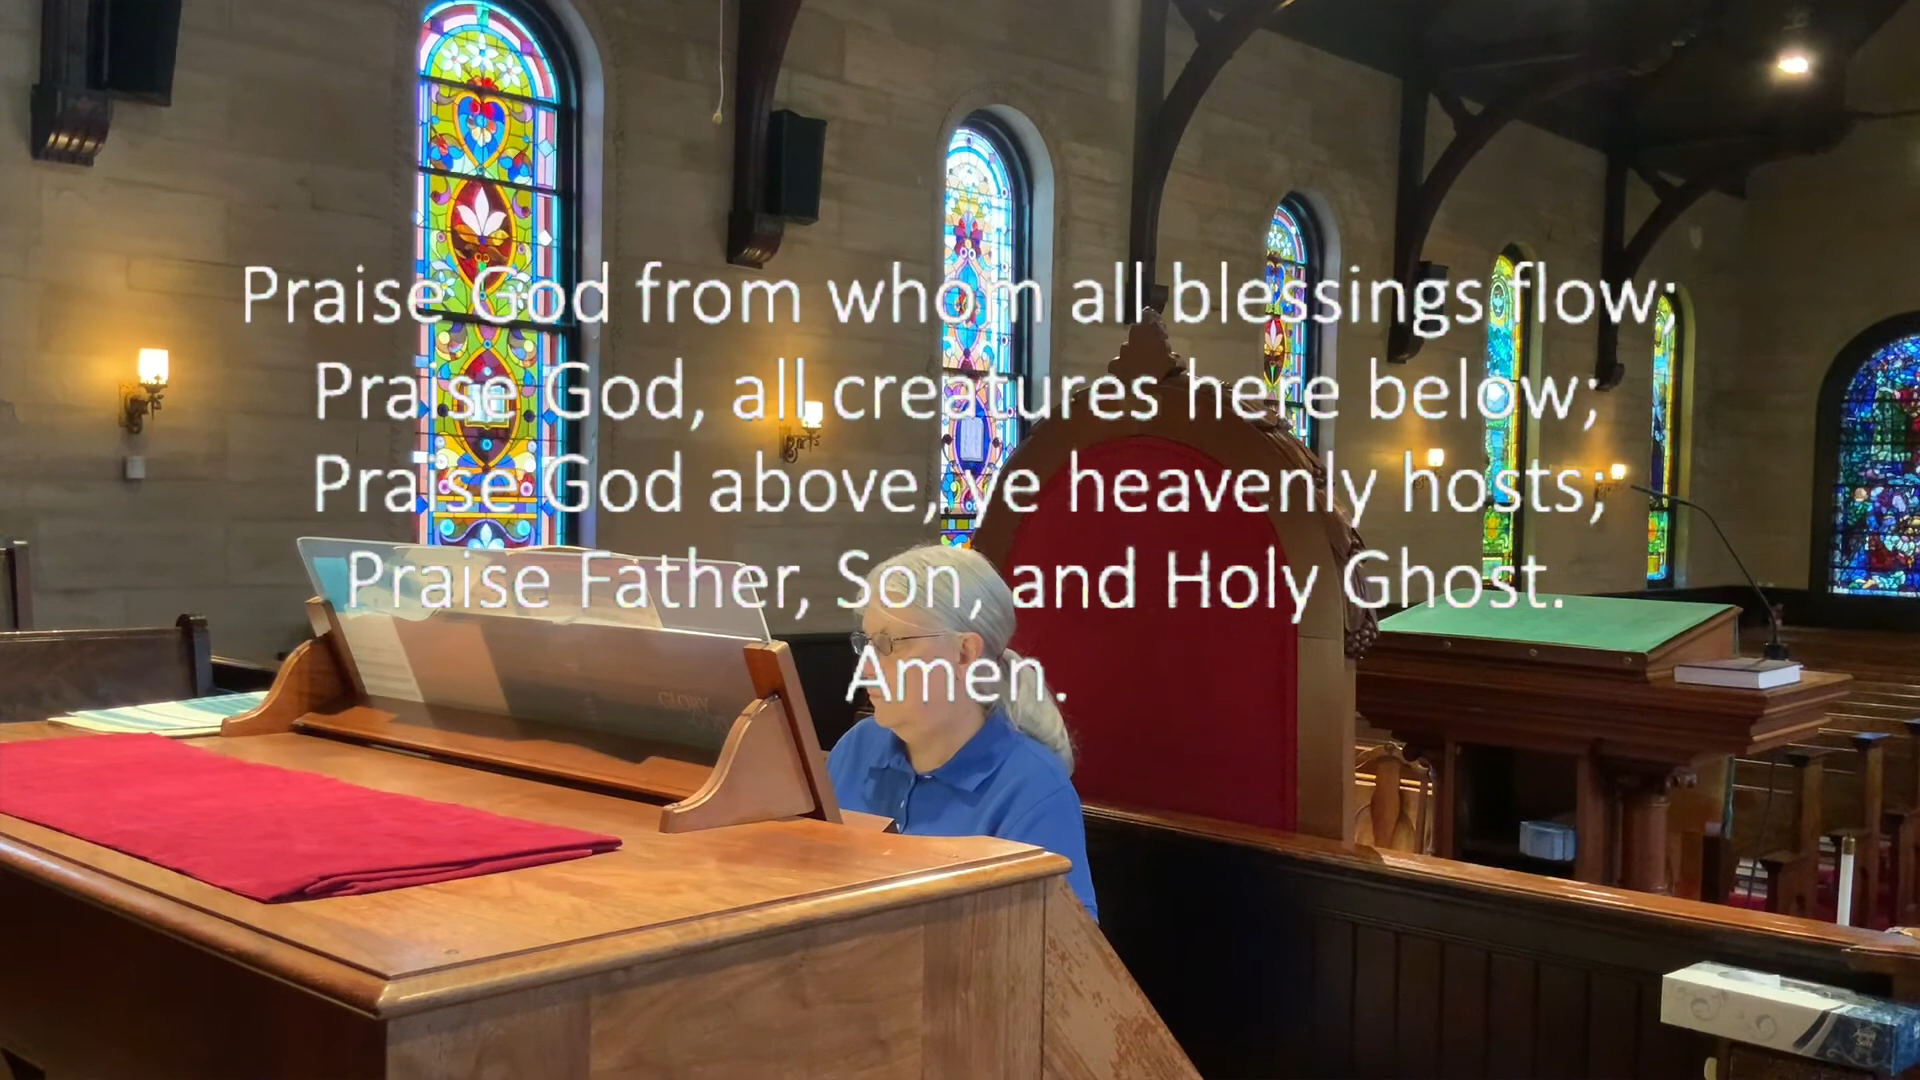 Praise God from whom all blessings flow;
Praise God, all creatures here below;
Praise God above, ye heavenly hosts;
Praise Father, Son, and Holy Ghost.
Amen.
GLORY